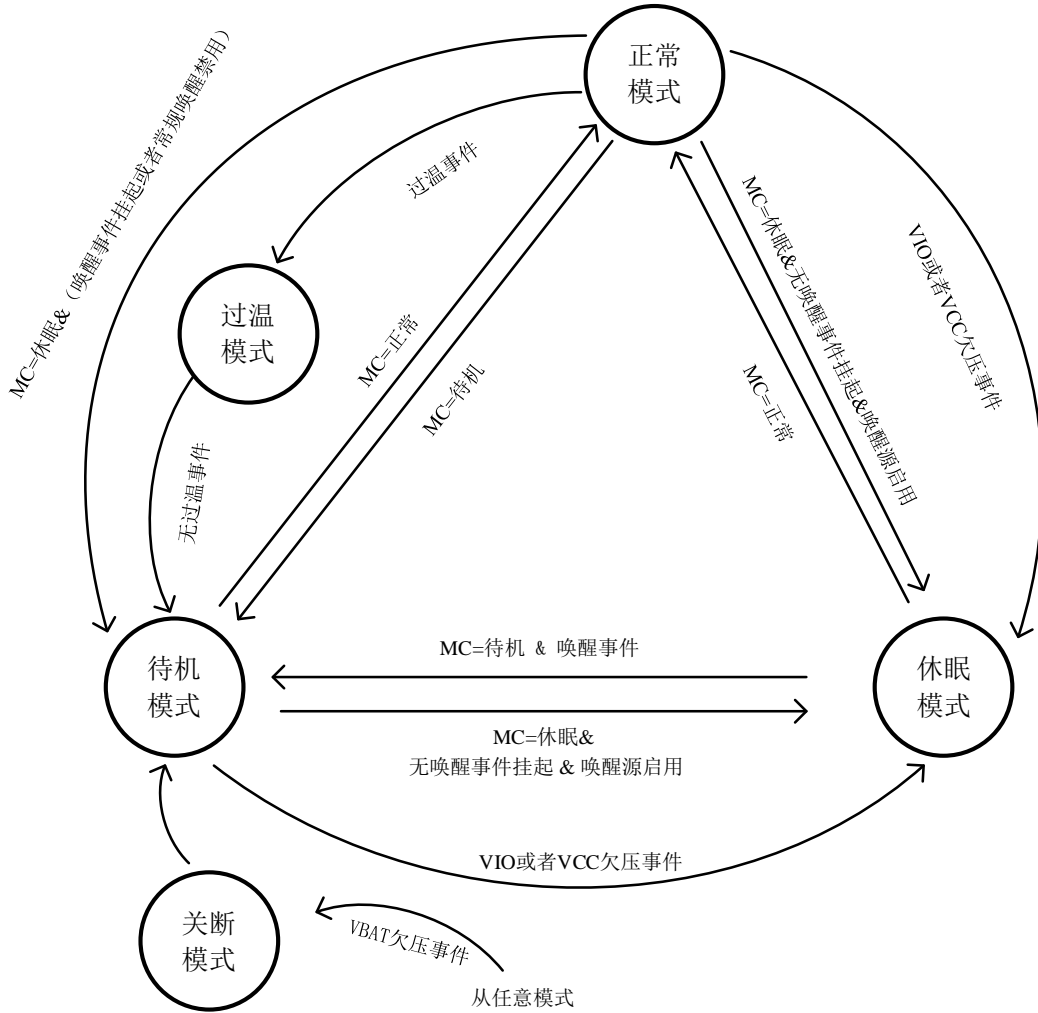 正常
模式
MC=休眠&（唤醒事件挂起或者常规唤醒禁用）
过温事件
VIO或者VCC欠压事件
MC=休眠&无唤醒事件挂起&唤醒源启用
过温
模式
MC=正常
MC=待机
MC=正常
无过温事件
待机
模式
MC=待机 & 唤醒事件
休眠
模式
MC=休眠&
无唤醒事件挂起 & 唤醒源启用
VIO或者VCC欠压事件
关断
模式
VBAT欠压事件
从任意模式